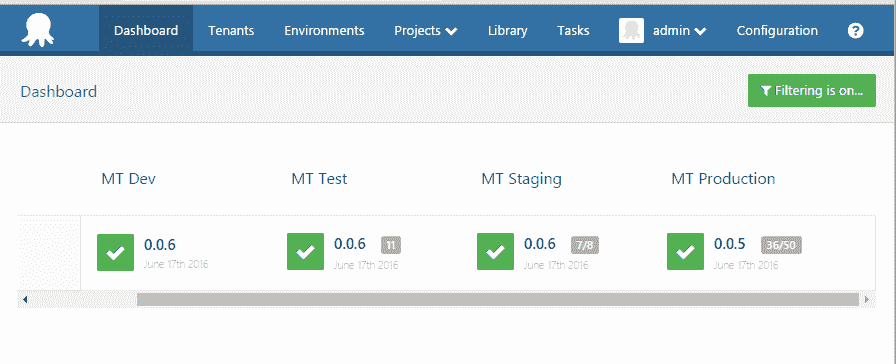 Dashboard Tenants Environments Projects Library Tasks admin Configuration ?
Dashboard Filtering is on...
MT Dev MT Test MT Staging MT Production
0.0.6 0.0.6 11 0.0.6 7/8 0.0.5 36/50
June 17th 2016 June 17th 2016 June 17th 2016 June 17th 2016